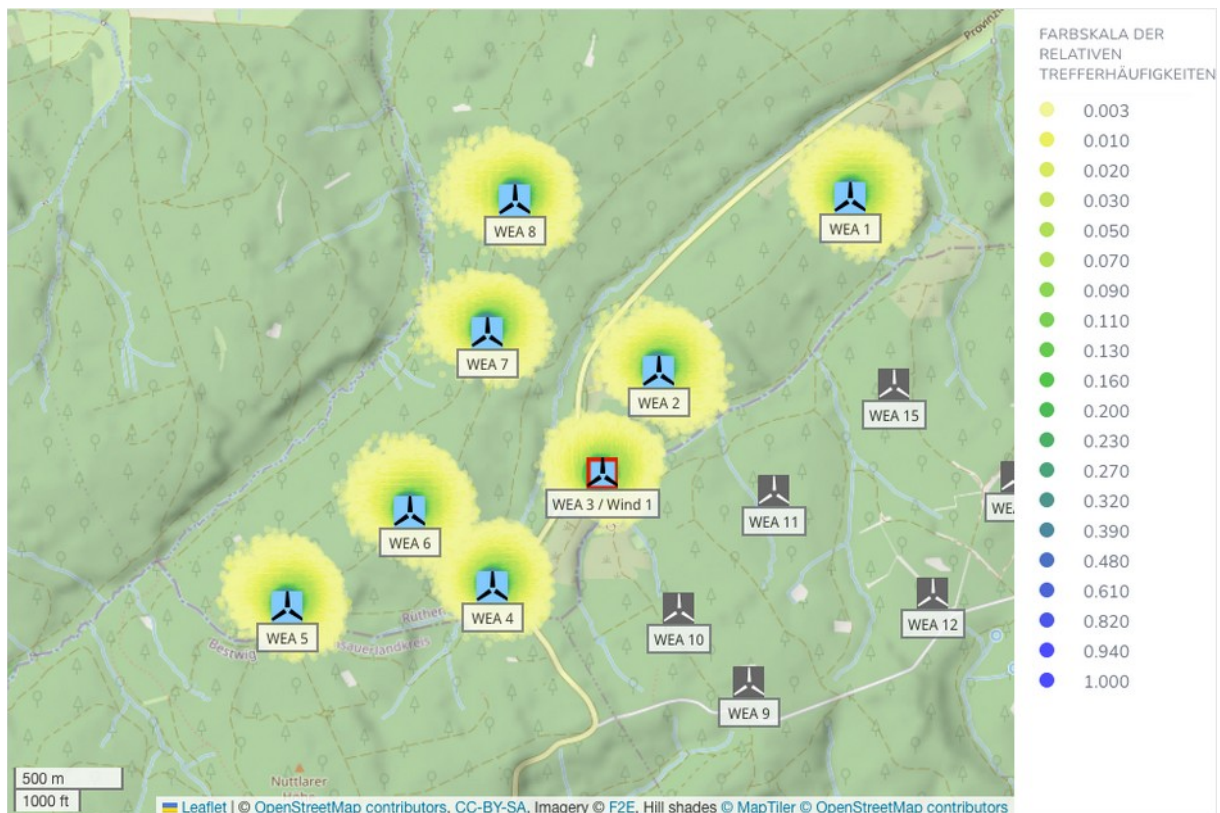 Provinz
WEA 8
WEA 1
WEA 7
WEA 2
WEA 15
WEA 3 / Wind 1
WEA 11
WE
WEA 6
WEA 5
WEA 4
WEA 10
WEA 12
WEA 9
Rüther
Bestwig
sauerlandkreis
Nuttlarer
500 m
1000 ft
Leaflet | © OpenStreetMap contributors, CC-BY-SA, Imagery © F2E, Hill shades © MapTiler © OpenStreetMap contributors
FARBSKALA DER
RELATIVEN
TREFFERHÄUFIGKEITEN
0.003
0.010
0.020
0.030
0.050
0.070
0.090
0.110
0.130
0.160
0.200
0.230
0.270
0.320
0.390
0.480
0.610
0.820
0.940
1.000